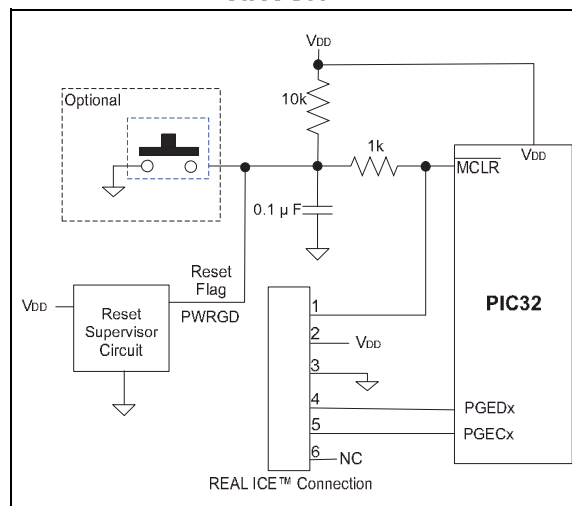 VDD
Optional
10k
1k
VDD
MCLR
0.1 µF
Reset
Flag
PWRGD
VDD
Reset
Supervisor
Circuit
1
2
VDD
3
4
5
6
NC
PIC32
PGEDx
PGECx
REAL ICE™ Connection